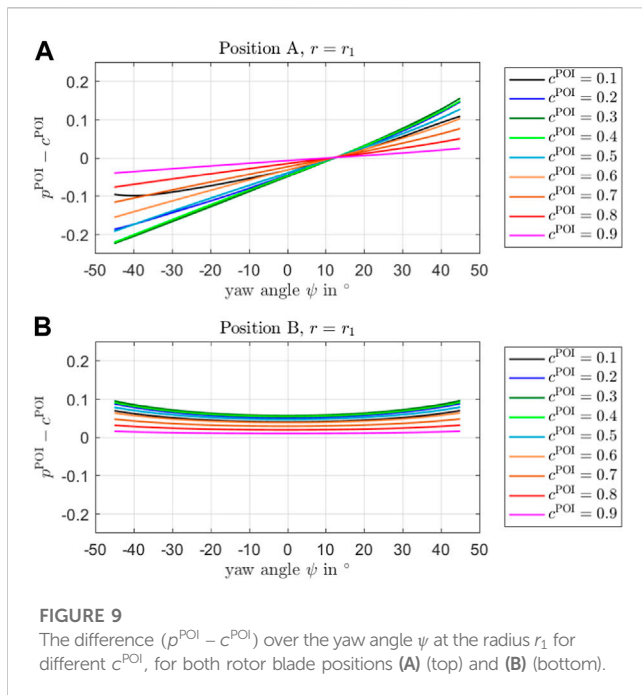 A
Position A, r = r₁
p^POI − c^POI
0.2
0.1
0
-0.1
-0.2
-50 -40 -30 -20 -10 0 10 20 30 40 50
yaw angle ψ in °
c^POI = 0.1
c^POI = 0.2
c^POI = 0.3
c^POI = 0.4
c^POI = 0.5
c^POI = 0.6
c^POI = 0.7
c^POI = 0.8
c^POI = 0.9
B
Position B, r = r₁
p^POI − c^POI
0.2
0.1
0
-0.1
-0.2
-50 -40 -30 -20 -10 0 10 20 30 40 50
yaw angle ψ in °
c^POI = 0.1
c^POI = 0.2
c^POI = 0.3
c^POI = 0.4
c^POI = 0.5
c^POI = 0.6
c^POI = 0.7
c^POI = 0.8
c^POI = 0.9
FIGURE 9
The difference (p^POI – c^POI) over the yaw angle ψ at the radius r₁ for
different c^POI, for both rotor blade positions (A) (top) and (B) (bottom).